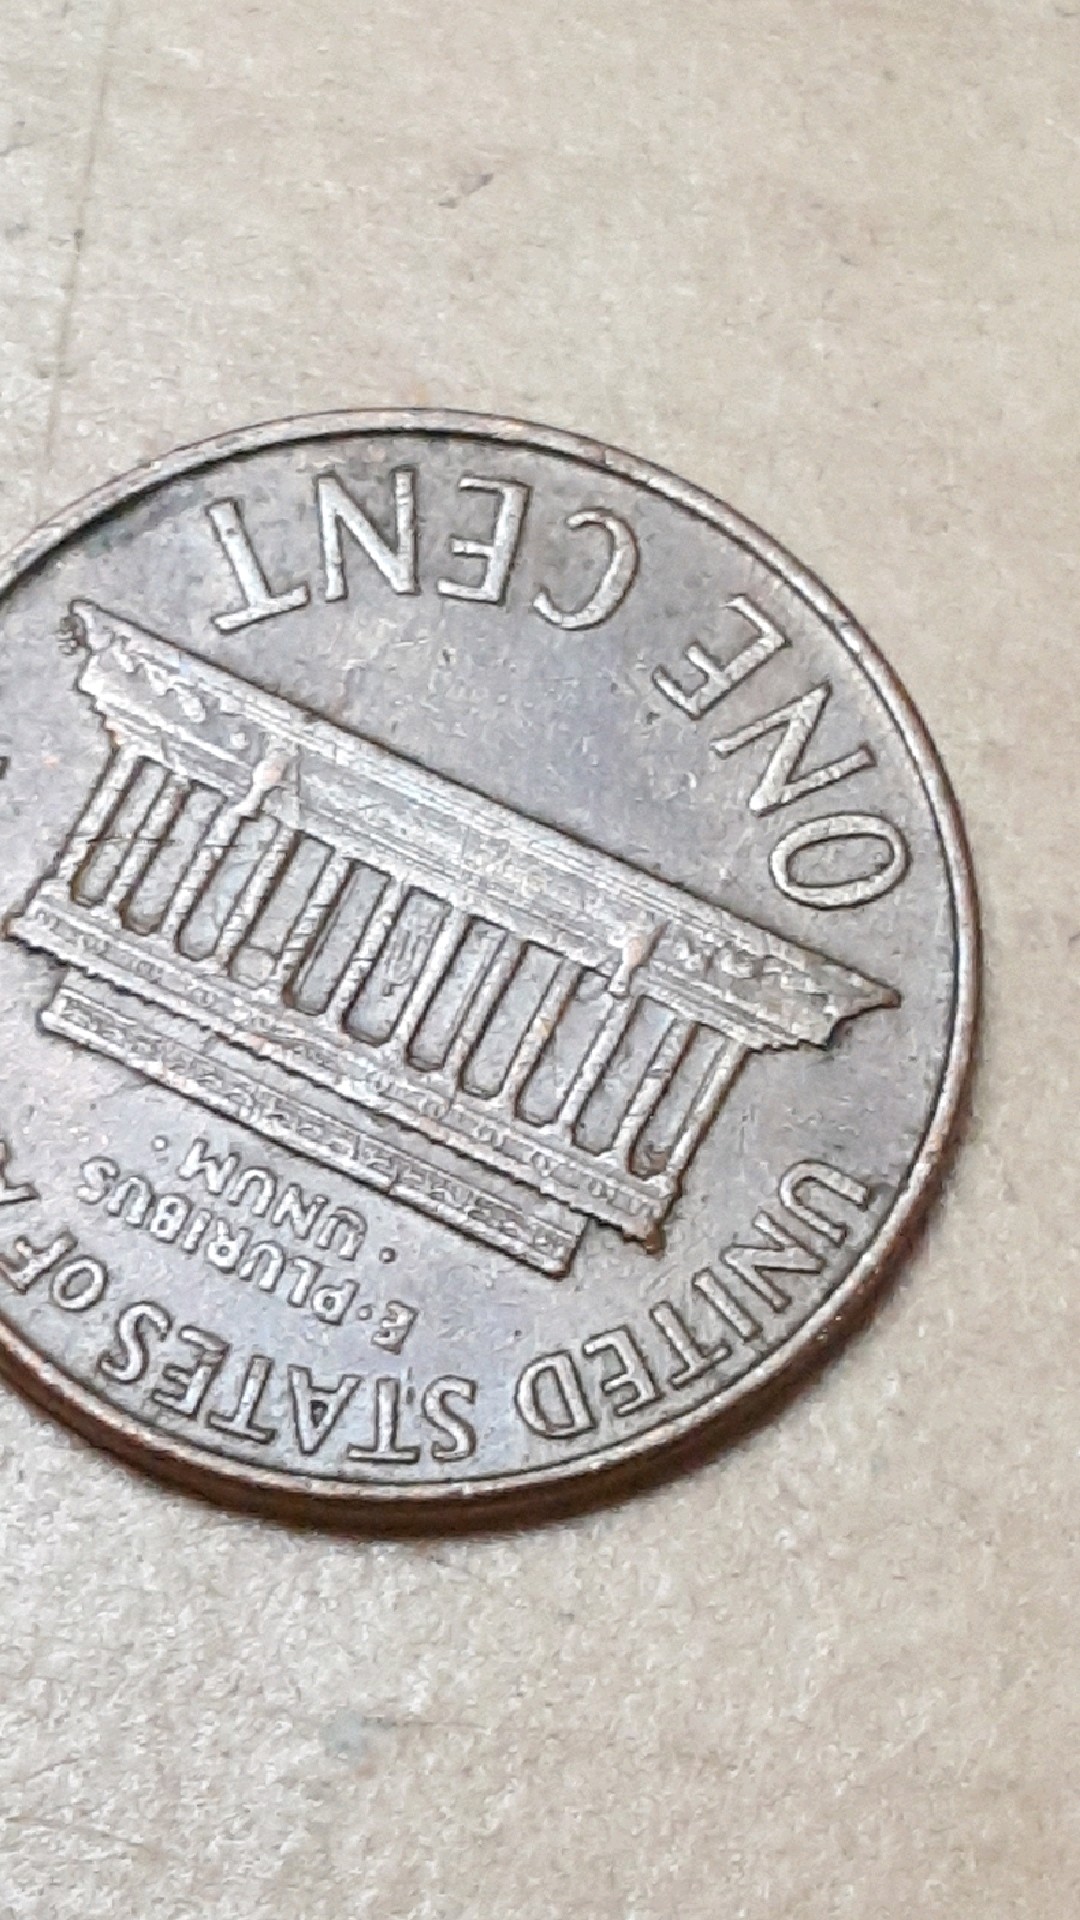 UNITED STATES OF
E·PLURIBUS
·UNUM·
ONE CENT